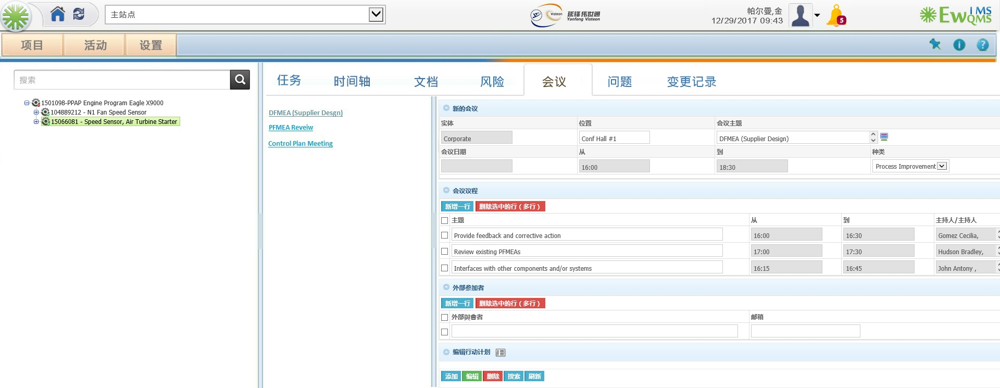 主站点
Visteon
延锋伟世通
Yanfeng Visteon
帕尔曼,金
12/29/2017 09:43
5
EwQMS
IMS
项目 活动 设置
搜索
任务 时间轴 文档 风险 会议 问题 变更记录
1501098-PPAP Engine Program Eagle X9000
104889212 - N1 Fan Speed Sensor
15066081 - Speed Sensor, Air Turbine Starter
DFMEA (Supplier Desgn)
PFMEA Reveiw
Control Plan Meeting
新的会议
实体 位置 会议主题
Corporate Conf Hall #1 DFMEA (Supplier Design)
会议日期 从 到 种类
16:00 18:30 Process Improvement
会议议程
新增一行 删除选中的行 ( 多行 )
主题 从 到 主持人/主持人
Provide feedback and corrective action 16:00 16:30 Gomez Cecilia,
Review existing PFMEAs 17:00 17:30 Hudson Bradley,
Interfaces with other components and/or systems 16:15 16:45 John Antony ,
外部参加者
新增一行 删除选中的行 ( 多行 )
外部與會者 邮箱
编辑行动计划
添加 编辑 删除 搜索 刷新